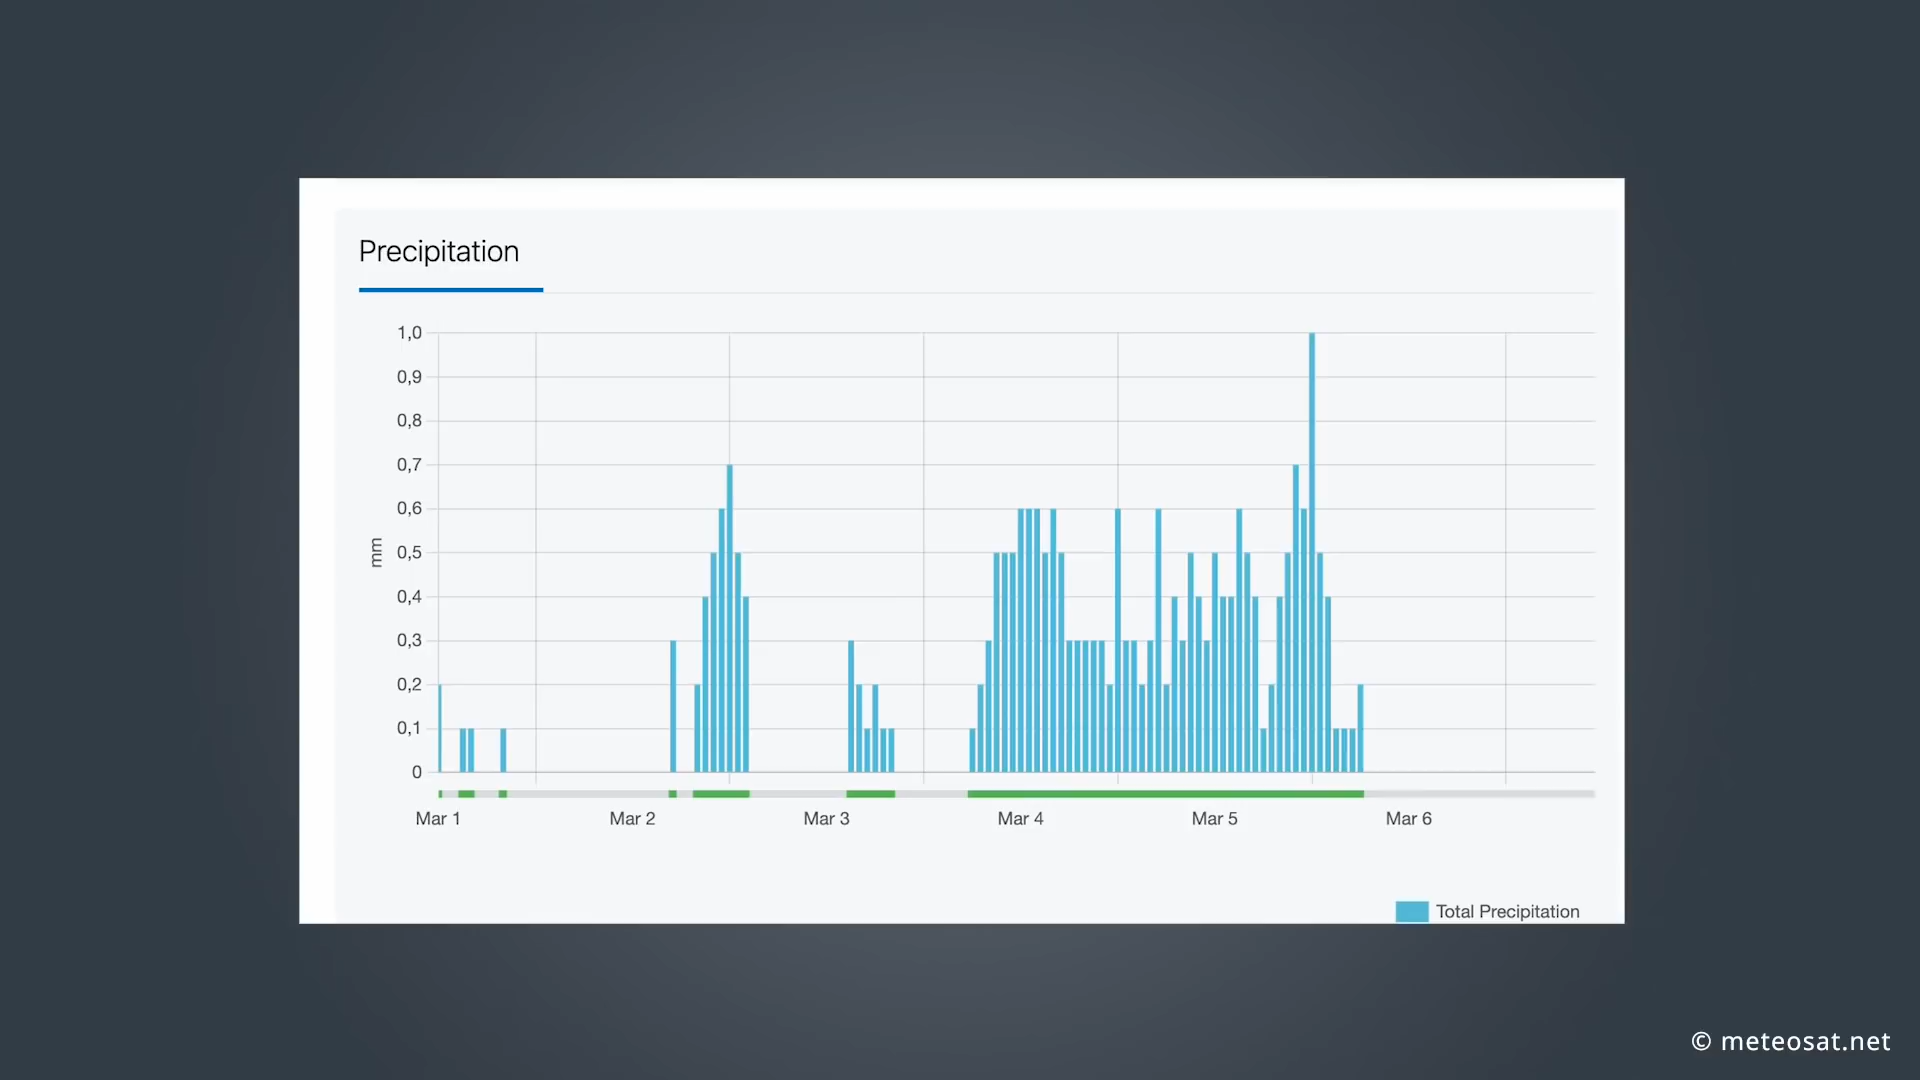 Precipitation
1,0
0,9
0,8
0,7
0,6
0,5
0,4
0,3
0,2
0,1
0
mm
Mar 1 Mar 2 Mar 3 Mar 4 Mar 5 Mar 6
Total Precipitation
© meteosat.net